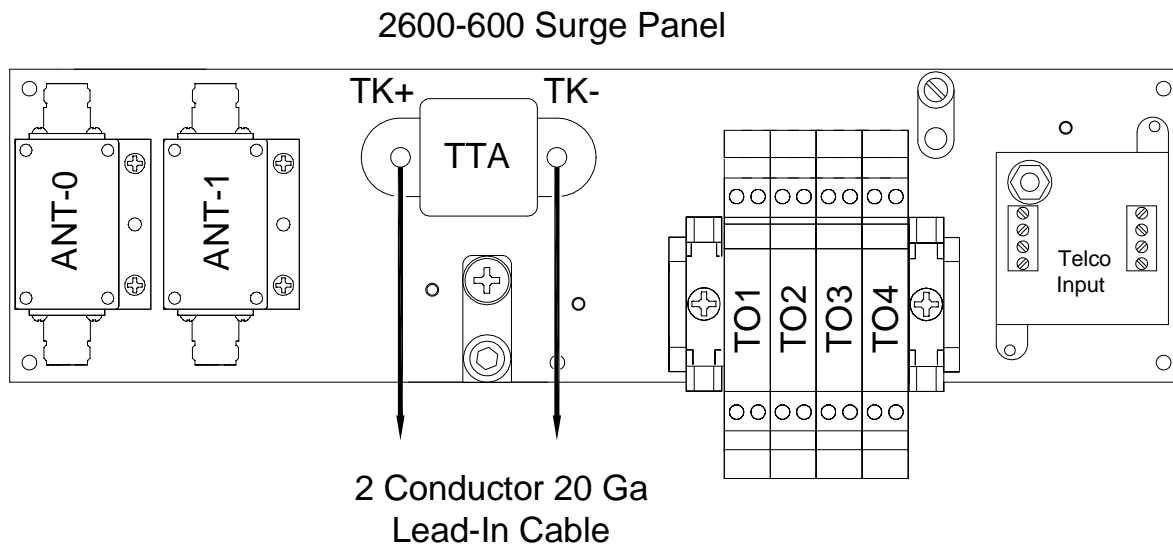 2600-600 Surge Panel
TK+
TK-
TTA
ANT-0
ANT-1
TO1
TO2
TO3
TO4
Telco
Input
2 Conductor 20 Ga
Lead-In Cable